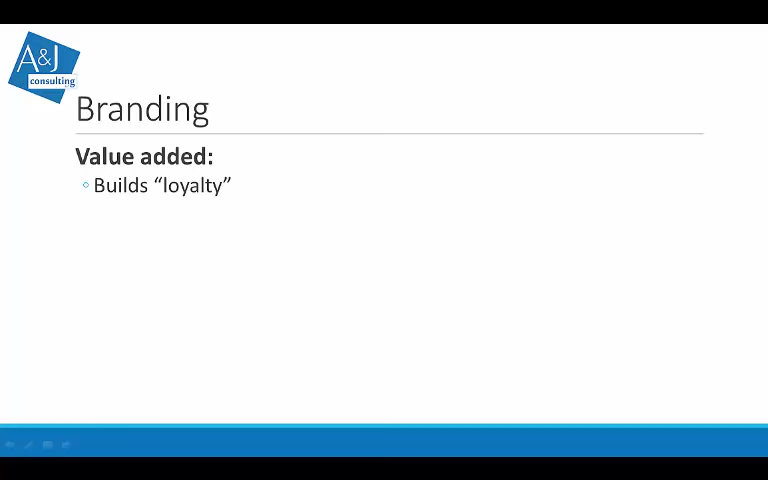 A&J
consulting
Branding
Value added:
Builds “loyalty”